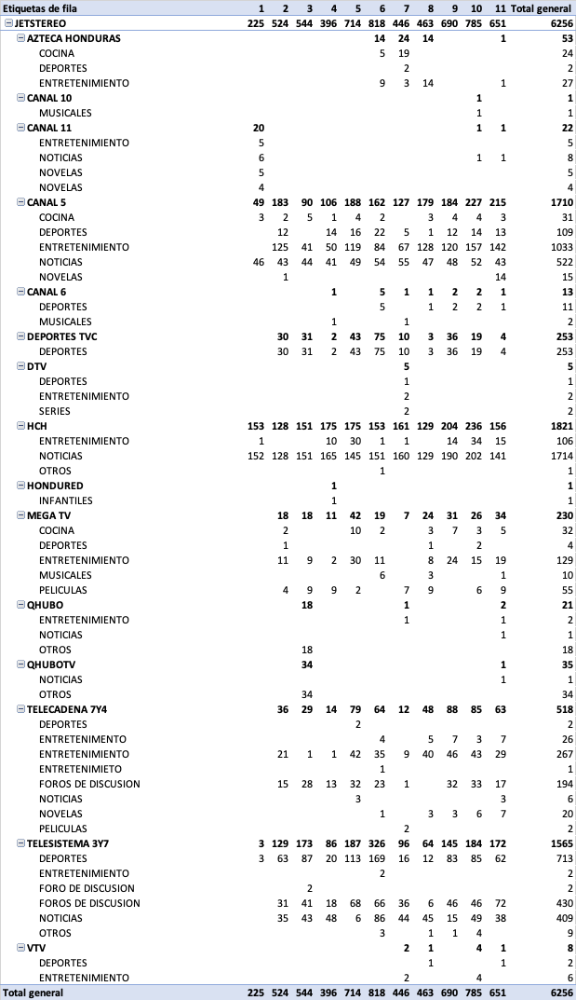 Etiquetas de fila 1 2 3 4 5 6 7 8 9 10 11 Total general
JETSTEREO 225 524 544 396 714 818 446 463 690 785 651 6256
AZTECA HONDURAS 14 24 14 1 53
COCINA 5 19 24
DEPORTES 2 2
ENTRETENIMIENTO 9 3 14 1 27
CANAL 10 1 1
MUSICALES 1 1
CANAL 11 20 1 1 22
ENTRETENIMIENTO 5 5
NOTICIAS 6 1 1 8
NOVELAS 5 5
NOVELAS 4 4
CANAL 5 49 183 90 106 188 162 127 179 184 227 215 1710
COCINA 3 2 5 1 4 2 3 4 4 3 31
DEPORTES 12 14 16 22 5 1 12 14 13 109
ENTRETENIMIENTO 125 41 50 119 84 67 128 120 157 142 1033
NOTICIAS 46 43 44 41 49 54 55 47 48 52 43 522
NOVELAS 1 14 15
CANAL 6 1 5 1 1 2 2 1 13
DEPORTES 5 1 2 2 1 11
MUSICALES 1 1 2
DEPORTES TVC 30 31 2 43 75 10 3 36 19 4 253
DEPORTES 30 31 2 43 75 10 3 36 19 4 253
DTV 5 5
DEPORTES 1 1
ENTRETENIMIENTO 2 2
SERIES 2 2
HCH 153 128 151 175 175 153 161 129 204 236 156 1821
ENTRETENIMIENTO 1 10 30 1 1 14 34 15 106
NOTICIAS 152 128 151 165 145 151 160 129 190 202 141 1714
OTROS 1 1
HONDURED 1 1
INFANTILES 1 1
MEGA TV 18 18 11 42 19 7 24 31 26 34 230
COCINA 2 10 2 3 7 3 5 32
DEPORTES 1 1 2 4
ENTRETENIMIENTO 11 9 2 30 11 8 24 15 19 129
MUSICALES 6 3 1 10
PELICULAS 4 9 9 2 7 9 6 9 55
QHUBO 18 1 2 21
ENTRETENIMIENTO 1 1 2
NOTICIAS 1 1
OTROS 18 18
QHUBOTV 34 1 35
NOTICIAS 1 1
OTROS 34 34
TELECADENA 7Y4 36 29 14 79 64 12 48 88 85 63 518
DEPORTES 2 2
ENTRETENIMENTO 4 5 7 3 7 26
ENTRETENIMIENTO 21 1 1 42 35 9 40 46 43 29 267
ENTRETENIMIETO 1 1
FOROS DE DISCUSION 15 28 13 32 23 1 32 33 17 194
NOTICIAS 3 3 6
NOVELAS 1 3 3 6 7 20
PELICULAS 2 2
TELESISTEMA 3Y7 3 129 173 86 187 326 96 64 145 184 172 1565
DEPORTES 3 63 87 20 113 169 16 12 83 85 62 713
ENTRETENIMIENTO 2 2
FORO DE DISCUSION 2 2
FOROS DE DISCUSION 31 41 18 68 66 36 6 46 46 72 430
NOTICIAS 35 43 48 6 86 44 45 15 49 38 409
OTROS 3 1 1 4 9
VTV 2 1 4 1 8
DEPORTES 1 1 2
ENTRETENIMIENTO 2 4 6
Total general 225 524 544 396 714 818 446 463 690 785 651 6256